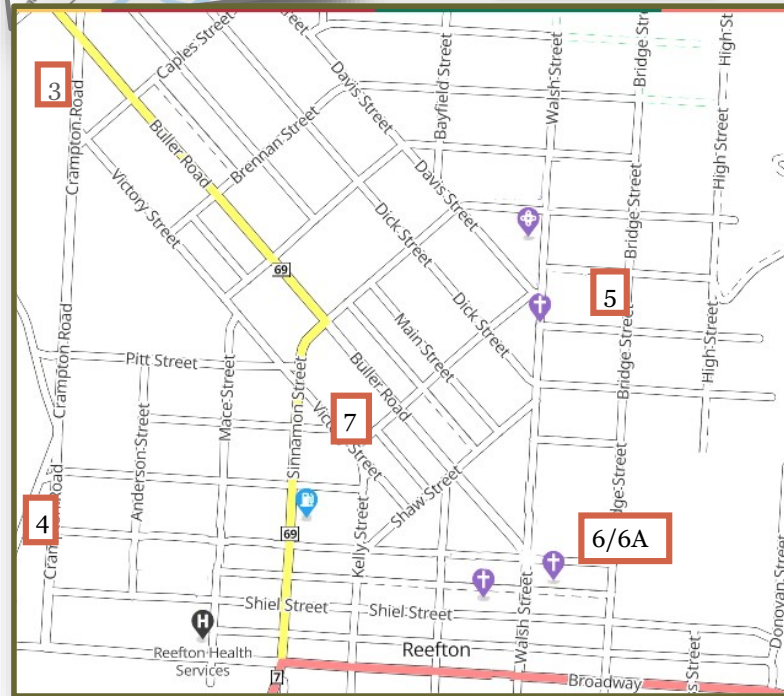 Caples Street
Street
Davis Street
Bayfield Street
Walsh Street
Bridge Str
High St
3
Crampton Road
Buller Road
Brennan Street
Victory Street
Davis Street
Dick Street
High Street
Bridge Street
69
5
Dick Street
Main Street
Crampton Road
Pitt Street
Mace Street
Sinnamon Street
Buller Road
Bridge Street
High Street
Anderson Street
7
Shaw Street
4
69
Kelly Street
6/6A
Shiel Street
Shiel Street
Walsh Street
Donovan Street
H
Reefton Health
Services
Reefton
7
Broadway
s Street